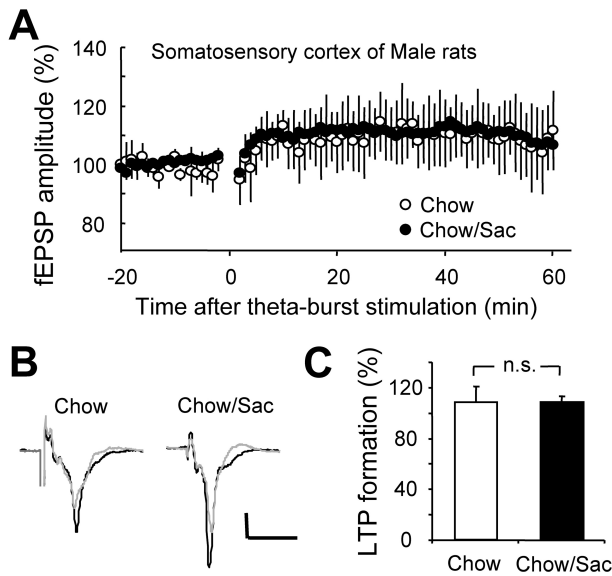 A
Somatosensory cortex of Male rats
fEPSP amplitude (%)
140
120
100
80
Chow
Chow/Sac
-20
0
20
40
60
Time after theta-burst stimulation (min)
B
Chow
Chow/Sac
C
n.s.
LTP formation (%)
120
80
40
0
Chow
Chow/Sac